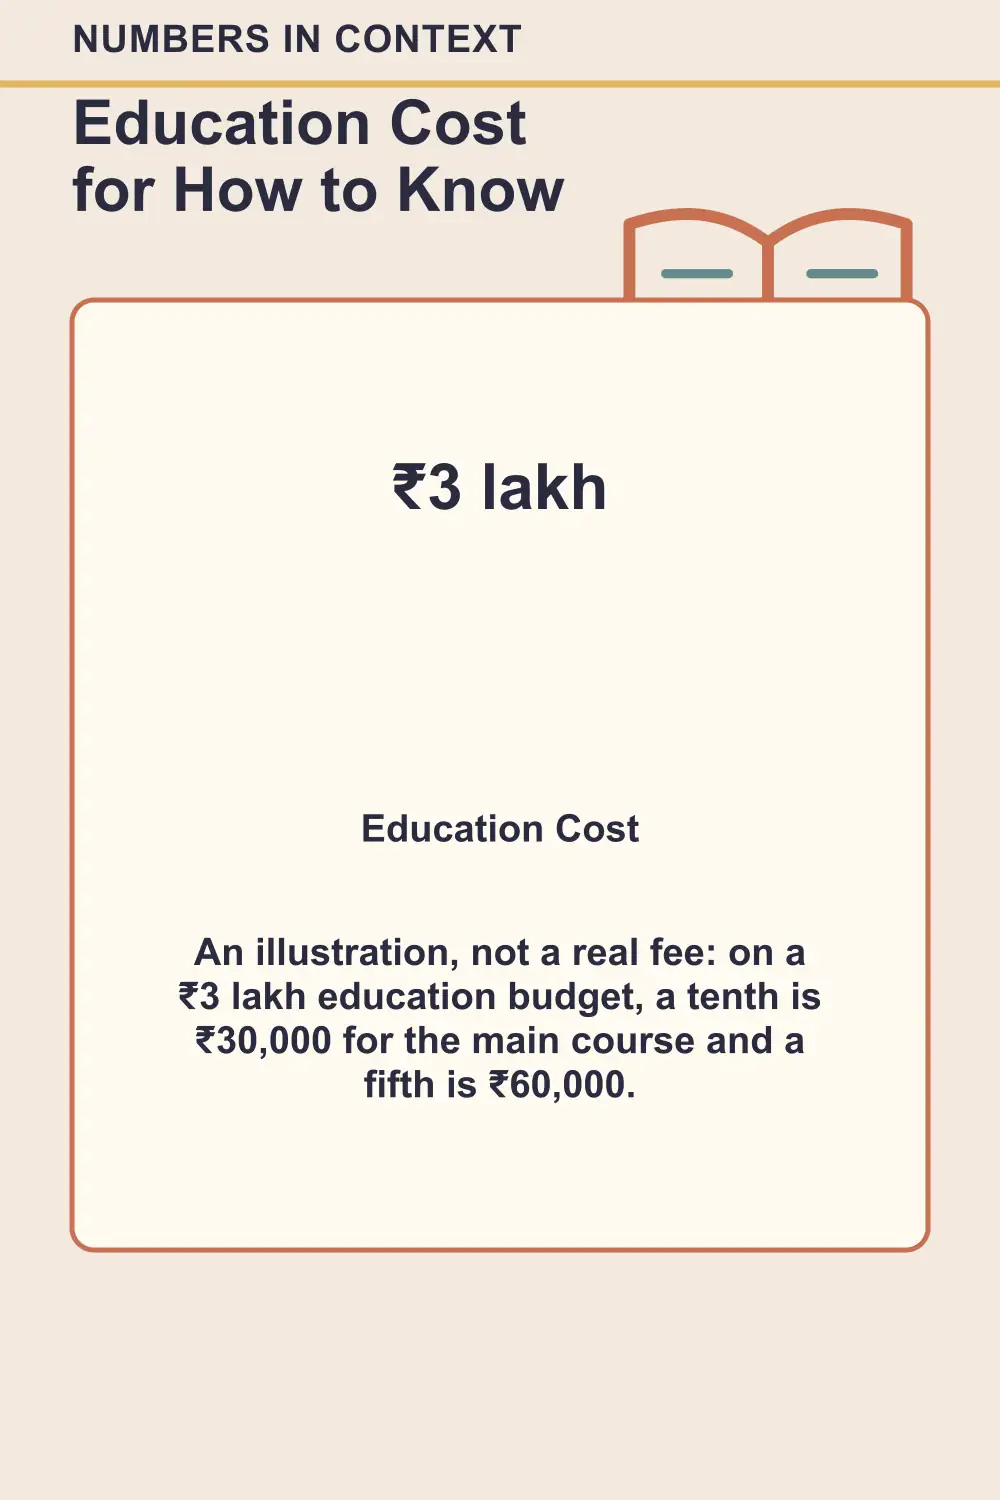 NUMBERS IN CONTEXT
Education Cost
for How to Know
₹3 lakh
Education Cost
An illustration, not a real fee: on a
₹3 lakh education budget, a tenth is
₹30,000 for the main course and a
fifth is ₹60,000.